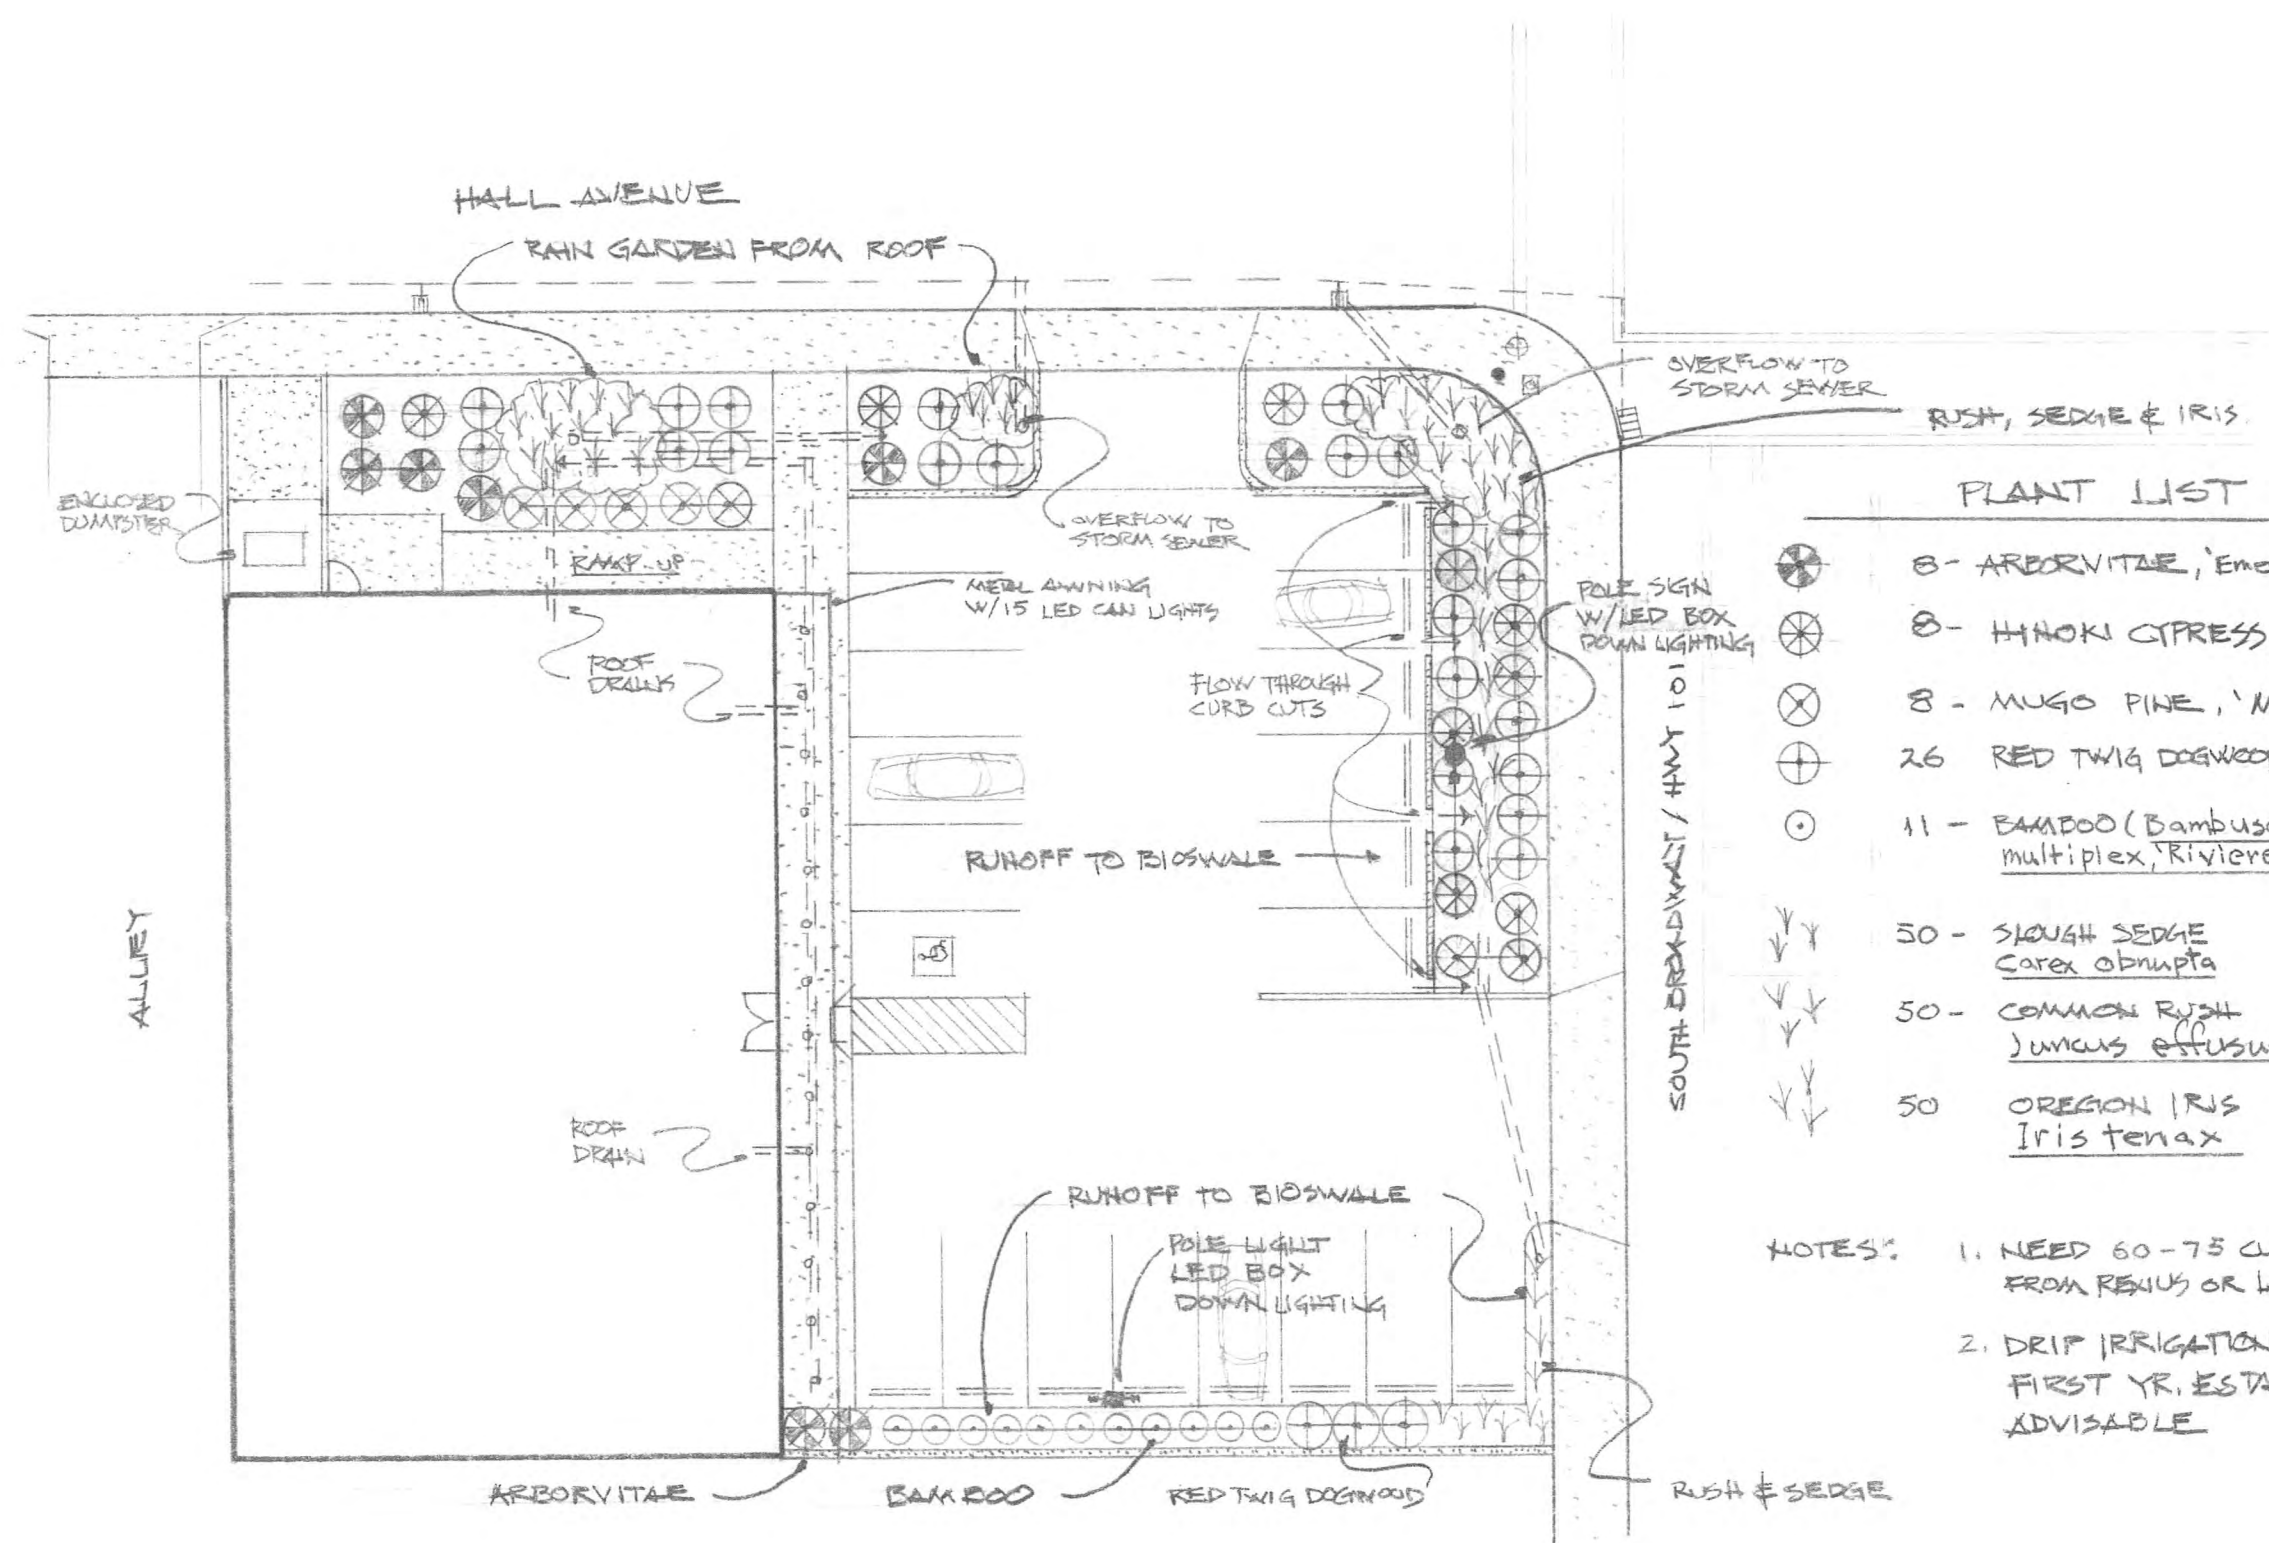 HALL AVENUE
RAIN GARDEN FROM ROOF
OVERFLOW TO
STORM SEWER
RUSH, SEDGE & IRIS
ENCLOSED
DUMPSTER
RAMP UP
OVERFLOW TO
STORM SEWER
METAL AWNING
W/15 LED CAN LIGHTS
POLE SIGN
W/LED BOX
DOWN LIGHTING
ROOF
DRAINS
FLOW THROUGH
CURB CUTS
RUNOFF TO BIOSWALE
ALLEY
SOUTH BROADWAY / HWY 101
ROOF
DRAIN
RUNOFF TO BIOSWALE
POLE LIGHT
LED BOX
DOWN LIGHTING
ARBORVITAE
BAMBOO
RED TWIG DOGWOOD
RUSH & SEDGE
PLANT LIST
8- ARBORVITAE, 'Eme
8- HINOKI CYPRESS
8 - MUGO PINE, '
26 RED TWIG DOGWOO
11 - BAMBOO (Bambusa
multiplex, 'Riviere
50 - SLOUGH SEDGE
Carex obnupta
50 - COMMON RUSH
Juncus effusu
50 OREGON IRIS
Iris tenax
NOTES: 1. NEED 60-75 CU
FROM REXIUS OR L
2. DRIP IRRIGATION
FIRST YR. ESTA
ADVISABLE